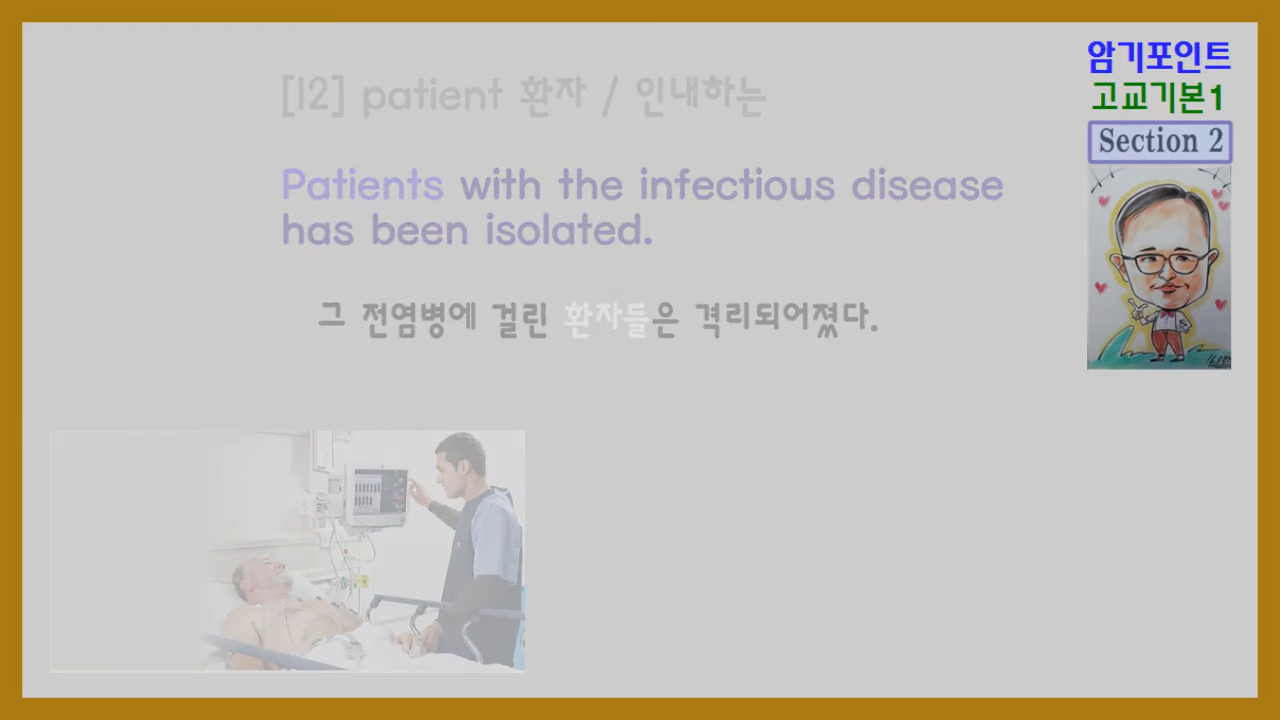 [12] patient 환자 / 인내하는
Patients with the infectious disease
has been isolated.
그 전염병에 걸린 환자들은 격리되어졌다.
암기포인트
고교기본1
Section 2